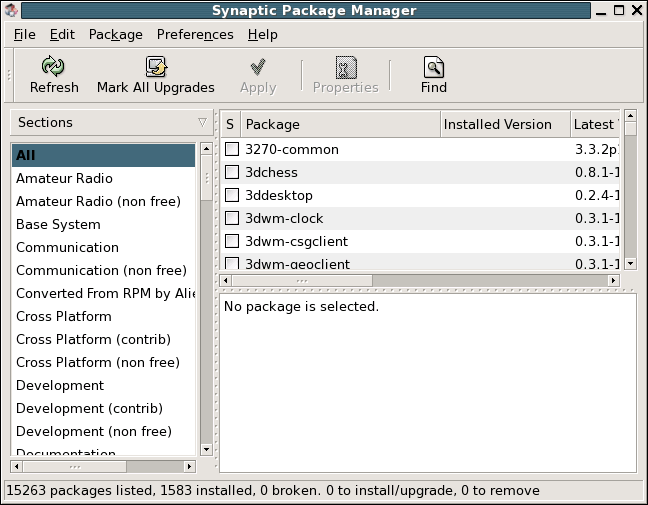 Synaptic Package Manager
File Edit Package Preferences Help
Refresh Mark All Upgrades Apply Properties Find
Sections
All
Amateur Radio
Amateur Radio (non free)
Base System
Communication
Communication (non free)
Converted From RPM by Alie
Cross Platform
Cross Platform (contrib)
Cross Platform (non free)
Development
Development (contrib)
Development (non free)
Documentation
S Package Installed Version Latest
3270-common 3.3.2p
3dchess 0.8.1-1
3ddesktop 0.2.4-1
3dwm-clock 0.3.1-1
3dwm-csgclient 0.3.1-1
3dwm-geoclient 0.3.1-1
No package is selected.
15263 packages listed, 1583 installed, 0 broken. 0 to install/upgrade, 0 to remove